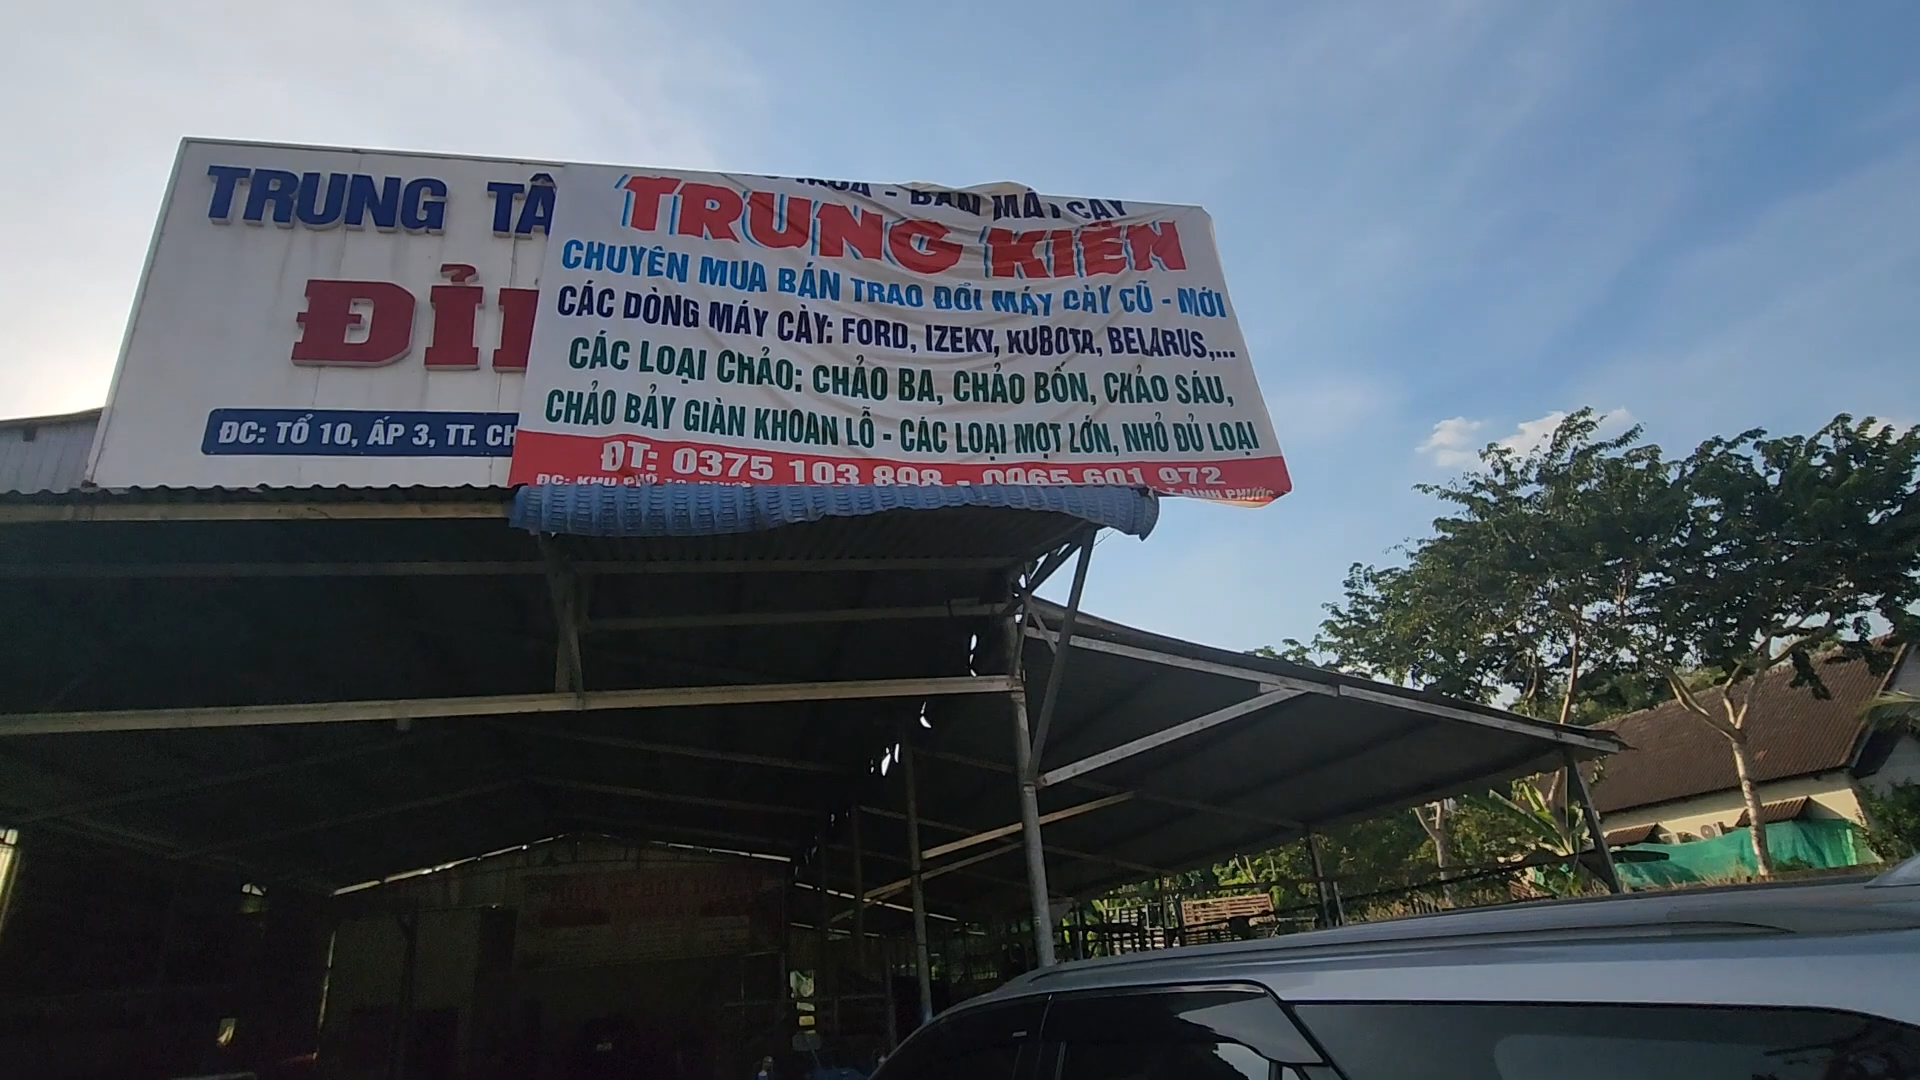 TRUNG TÂ
ĐỈ
ĐC: TỔ 10, ẤP 3, TT. CH
MUA - BÁN MÁY CÀY
TRUNG KIÊN
CHUYÊN MUA BÁN TRAO ĐỔI MÁY CÀY CŨ - MỚI
CÁC DÒNG MÁY CÀY: FORD, IZEKY, KUBOTA, BELARUS,...
CÁC LOẠI CHẢO: CHẢO BA, CHẢO BỐN, CHẢO SÁU,
CHẢO BẢY GIÀN KHOAN LỖ - CÁC LOẠI MỌT LỚN, NHỎ ĐỦ LOẠI
ĐT: 0375 103 898 - 0965 601 972
ĐC: KHU PHỐ T. BÌNH PHƯỚC